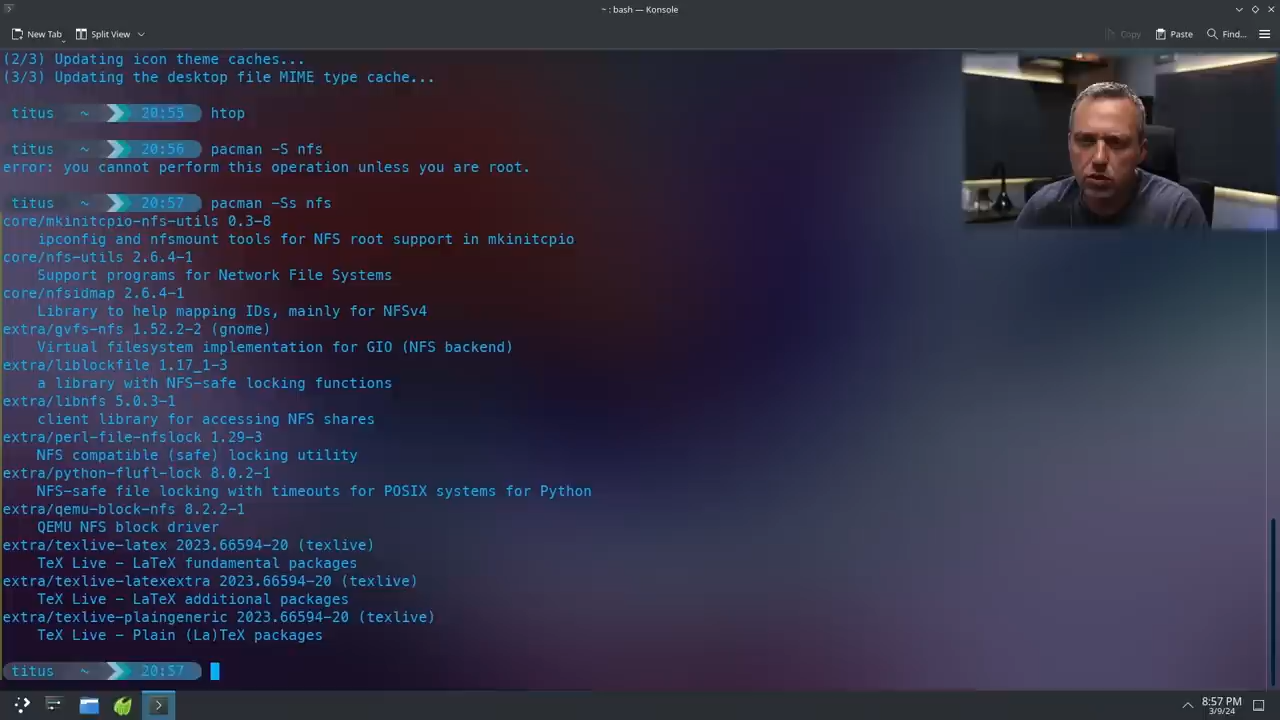 ~ : bash — Konsole
New Tab
Split View
Copy
Paste
Find...
(2/3) Updating icon theme caches...
(3/3) Updating the desktop file MIME type cache...
titus ~ 20:55 htop
titus ~ 20:56 pacman -S nfs
error: you cannot perform this operation unless you are root.
titus ~ 20:57 pacman -Ss nfs
core/mkinitcpio-nfs-utils 0.3-8
ipconfig and nfsmount tools for NFS root support in mkinitcpio
core/nfs-utils 2.6.4-1
Support programs for Network File Systems
core/nfsidmap 2.6.4-1
Library to help mapping IDs, mainly for NFSv4
extra/gvfs-nfs 1.52.2-2 (gnome)
Virtual filesystem implementation for GIO (NFS backend)
extra/liblockfile 1.17_1-3
a library with NFS-safe locking functions
extra/libnfs 5.0.3-1
client library for accessing NFS shares
extra/perl-file-nfslock 1.29-3
NFS compatible (safe) locking utility
extra/python-flufl-lock 8.0.2-1
NFS-safe file locking with timeouts for POSIX systems for Python
extra/qemu-block-nfs 8.2.2-1
QEMU NFS block driver
extra/texlive-latex 2023.66594-20 (texlive)
TeX Live - LaTeX fundamental packages
extra/texlive-latexextra 2023.66594-20 (texlive)
TeX Live - LaTeX additional packages
extra/texlive-plaingeneric 2023.66594-20 (texlive)
TeX Live - Plain (La)TeX packages
titus ~ 20:57
8:57 PM
3/9/24